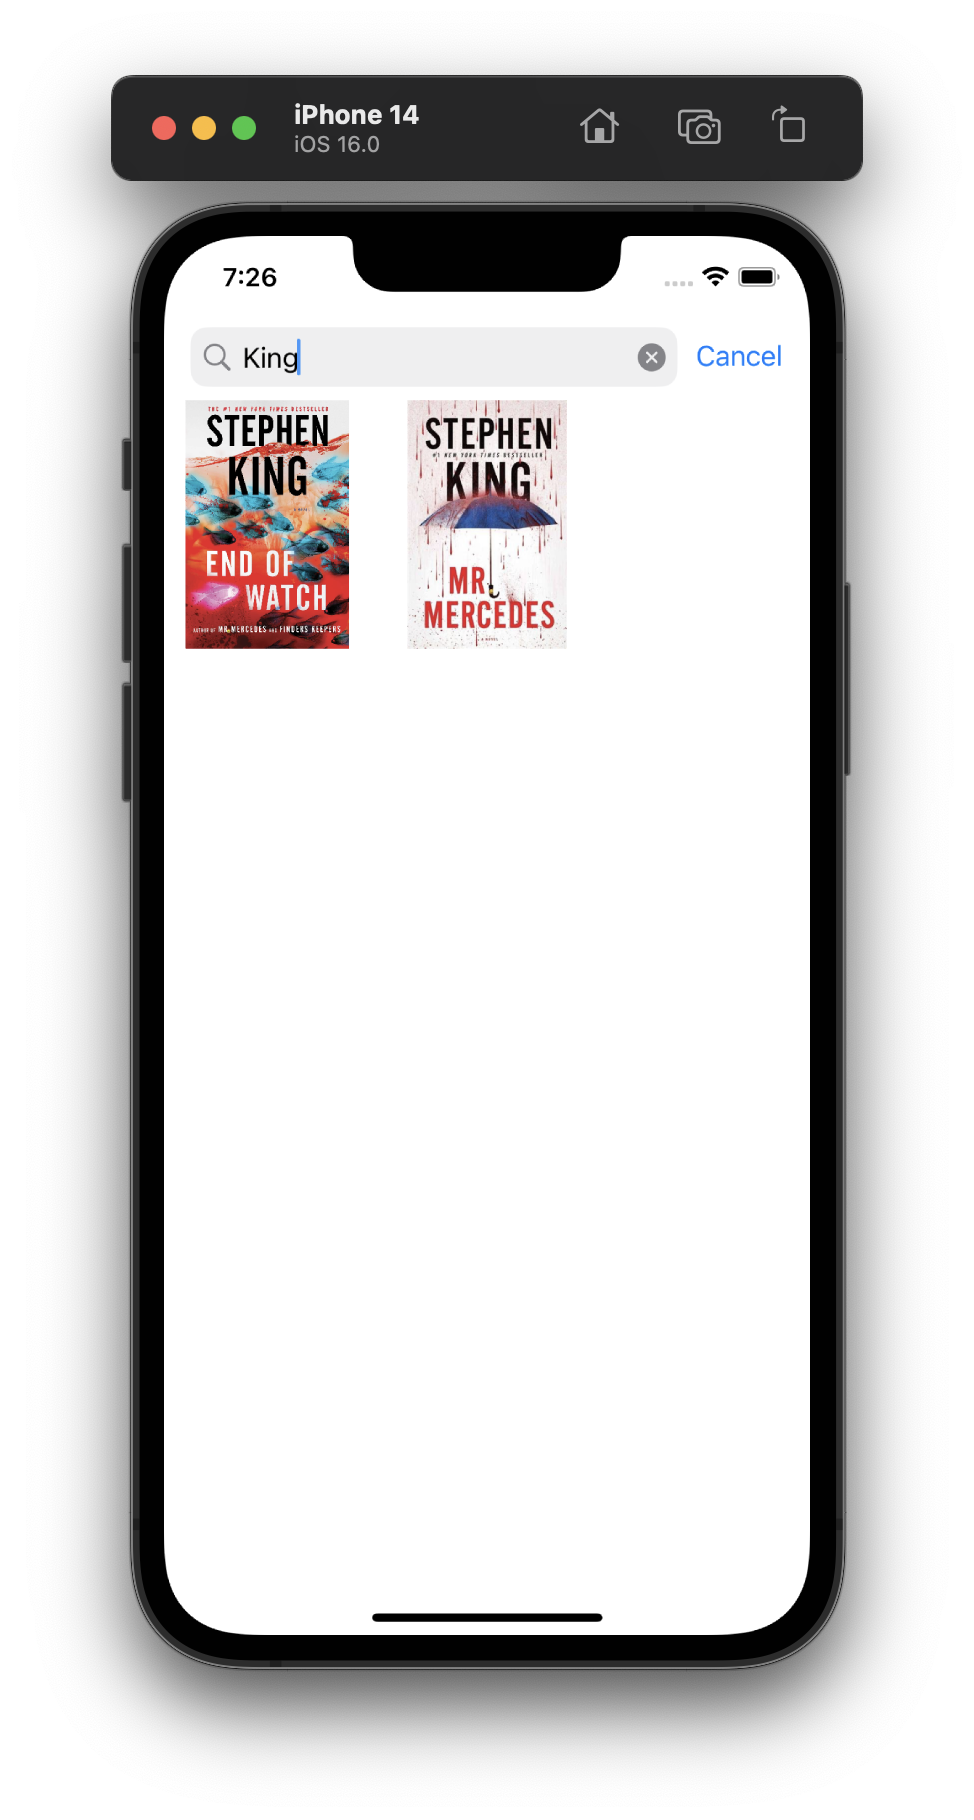 iPhone 14
iOS 16.0
7:26
King
Cancel
THE #1 NEW YORK TIMES BESTSELLER
STEPHEN
KING
A NOVEL
END OF
WATCH
AUTHOR OF MR. MERCEDES AND FINDERS KEEPERS
STEPHEN
#1 NEW YORK TIMES BESTSELLER
KING
MR.
MERCEDES
A NOVEL